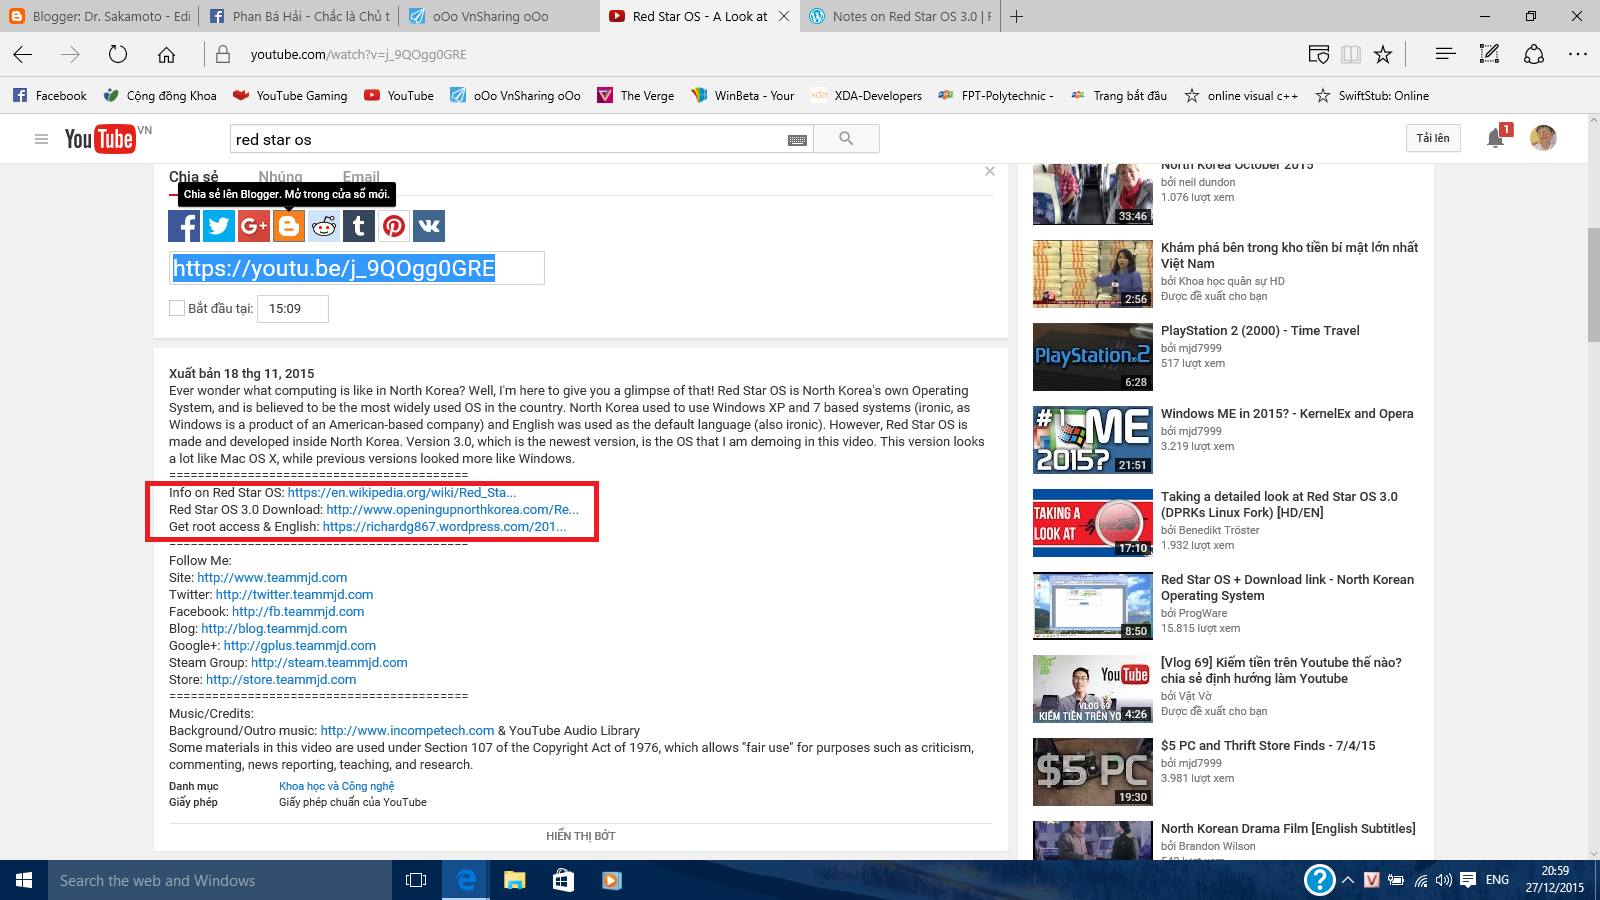 Blogger: Dr. Sakamoto - Edi
Phan Bá Hải - Chắc là Chủ t
oOo VnSharing oOo
Red Star OS - A Look at
Notes on Red Star OS 3.0 | F
youtube.com/watch?v=j_9QOgg0GRE
Facebook
Cộng đồng Khoa
YouTube Gaming
YouTube
oOo VnSharing oOo
The Verge
WinBeta - Your
XDA-Developers
FPT-Polytechnic -
Trang bắt đầu
online visual c++
SwiftStub: Online
YouTube VN
red star os
Tải lên
1
Chia sẻ
Nhúng
Email
Chia sẻ lên Blogger. Mở trong cửa sổ mới.
https://youtu.be/j_9QOgg0GRE
Bắt đầu tại: 15:09
Xuất bản 18 thg 11, 2015
Ever wonder what computing is like in North Korea? Well, I'm here to give you a glimpse of that! Red Star OS is North Korea's own Operating
System, and is believed to be the most widely used OS in the country. North Korea used to use Windows XP and 7 based systems (ironic, as
Windows is a product of an American-based company) and English was used as the default language (also ironic). However, Red Star OS is
made and developed inside North Korea. Version 3.0, which is the newest version, is the OS that I am demoing in this video. This version looks
a lot like Mac OS X, while previous versions looked more like Windows.
==========================================
Info on Red Star OS: https://en.wikipedia.org/wiki/Red_Sta...
Red Star OS 3.0 Download: http://www.openingupnorthkorea.com/Re...
Get root access & English: https://richardg867.wordpress.com/201...
==========================================
Follow Me:
Site: http://www.teammjd.com
Twitter: http://twitter.teammjd.com
Facebook: http://fb.teammjd.com
Blog: http://blog.teammjd.com
Google+: http://gplus.teammjd.com
Steam Group: http://steam.teammjd.com
Store: http://store.teammjd.com
==========================================
Music/Credits:
Background/Outro music: http://www.incompetech.com & YouTube Audio Library
Some materials in this video are used under Section 107 of the Copyright Act of 1976, which allows "fair use" for purposes such as criticism,
commenting, news reporting, teaching, and research.
Danh mục Khoa học và Công nghệ
Giấy phép Giấy phép chuẩn của YouTube
HIỂN THỊ BỚT
North Korea October 2015
bởi neil dundon
1.076 lượt xem
33:46
Khám phá bên trong kho tiền bí mật lớn nhất
Việt Nam
bởi Khoa học quân sự HD
Được đề xuất cho bạn
2:56
PlayStation 2 (2000) - Time Travel
bởi mjd7999
517 lượt xem
PlayStation 2
6:28
Windows ME in 2015? - KernelEx and Opera
bởi mjd7999
3.219 lượt xem
# ME
2015?
21:51
Taking a detailed look at Red Star OS 3.0
(DPRKs Linux Fork) [HD/EN]
bởi Benedikt Tröster
1.932 lượt xem
TAKING A
LOOK AT
17:10
Red Star OS + Download link - North Korean
Operating System
bởi ProgWare
15.815 lượt xem
8:50
[Vlog 69] Kiếm tiền trên Youtube thế nào?
chia sẻ định hướng làm Youtube
bởi Vật Vờ
Được đề xuất cho bạn
YouTube
VLOG 69
KIẾM TIỀN TRÊN YO
4:26
$5 PC and Thrift Store Finds - 7/4/15
bởi mjd7999
3.981 lượt xem
$5 PC
19:30
North Korean Drama Film [English Subtitles]
bởi Brandon Wilson
Search the web and Windows
ENG
20:59
27/12/2015